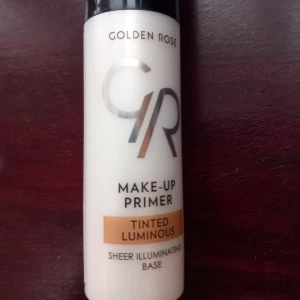 GOLDEN ROSE
GR
MAKE-UP
PRIMER
TINTED
LUMINOUS
SHEER ILLUMINATING
BASE